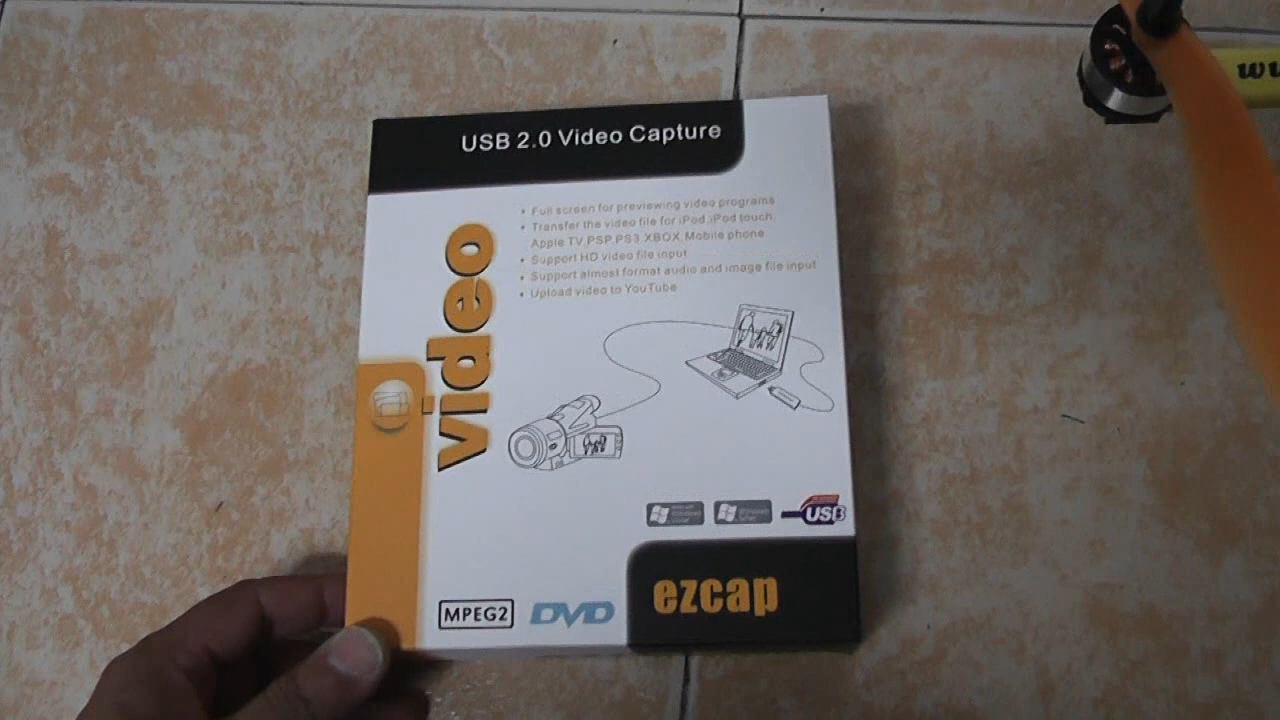 USB 2.0 Video Capture
• Full screen for previewing video programs
• Transfer the video file for iPod,iPod touch,
Apple TV,PSP,PS3,XBOX,Mobile phone
• Support HD video file input
• Support almost format audio and image file input
• Upload video to YouTube
video
USB
MPEG2
DVD
ezcap